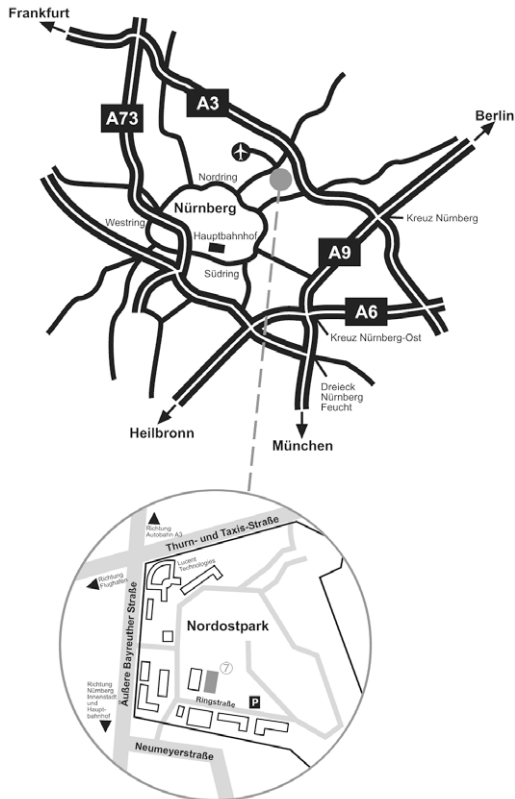 Frankfurt
A3
A73
Berlin
Nordring
Nürnberg
Westring
Hauptbahnhof
Kreuz Nürnberg
A9
Südring
A6
Kreuz Nürnberg-Ost
Dreieck
Nürnberg
Feucht
Heilbronn
München
Richtung
Autobahn A3
Thurn- und Taxis-Straße
Lucent
Technologies
Richtung
Flughafen
Äußere Bayreuther Straße
Nordostpark
7
Richtung
Nürnberg
Innenstadt
und
Haupt-
bahnhof
Ringstraße
P
Neumeyerstraße